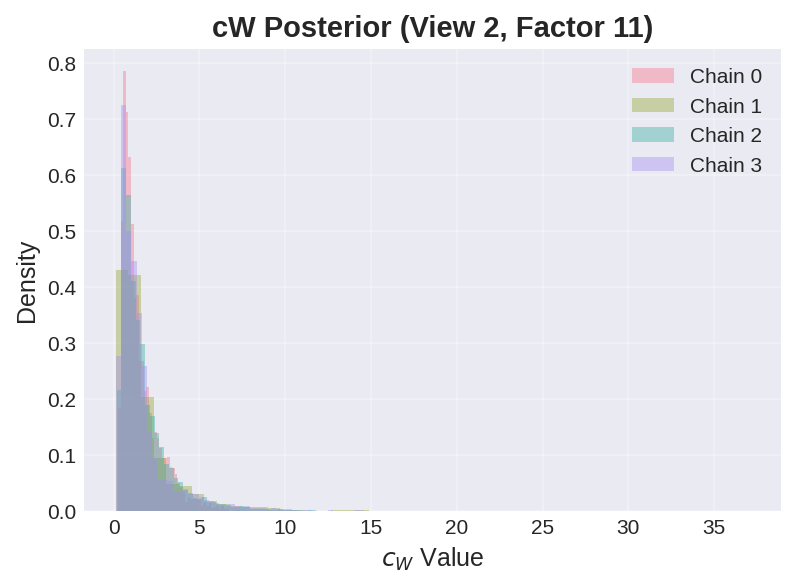 cW Posterior (View 2, Factor 11)
Chain 0
Chain 1
Chain 2
Chain 3
Density
0.8
0.7
0.6
0.5
0.4
0.3
0.2
0.1
0.0
0 5 10 15 20 25 30 35
c_W Value